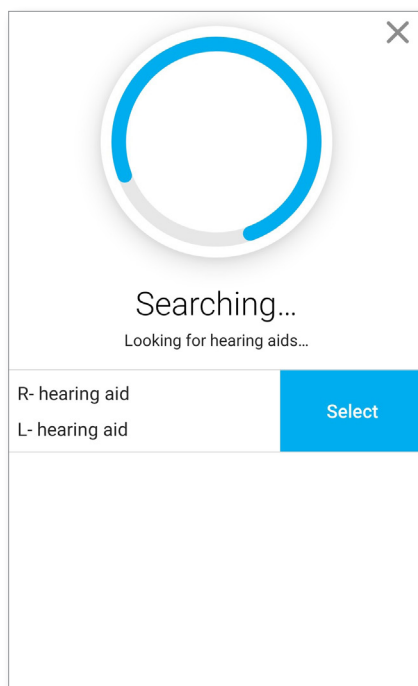 Searching...
Looking for hearing aids...
R- hearing aid
L- hearing aid
Select